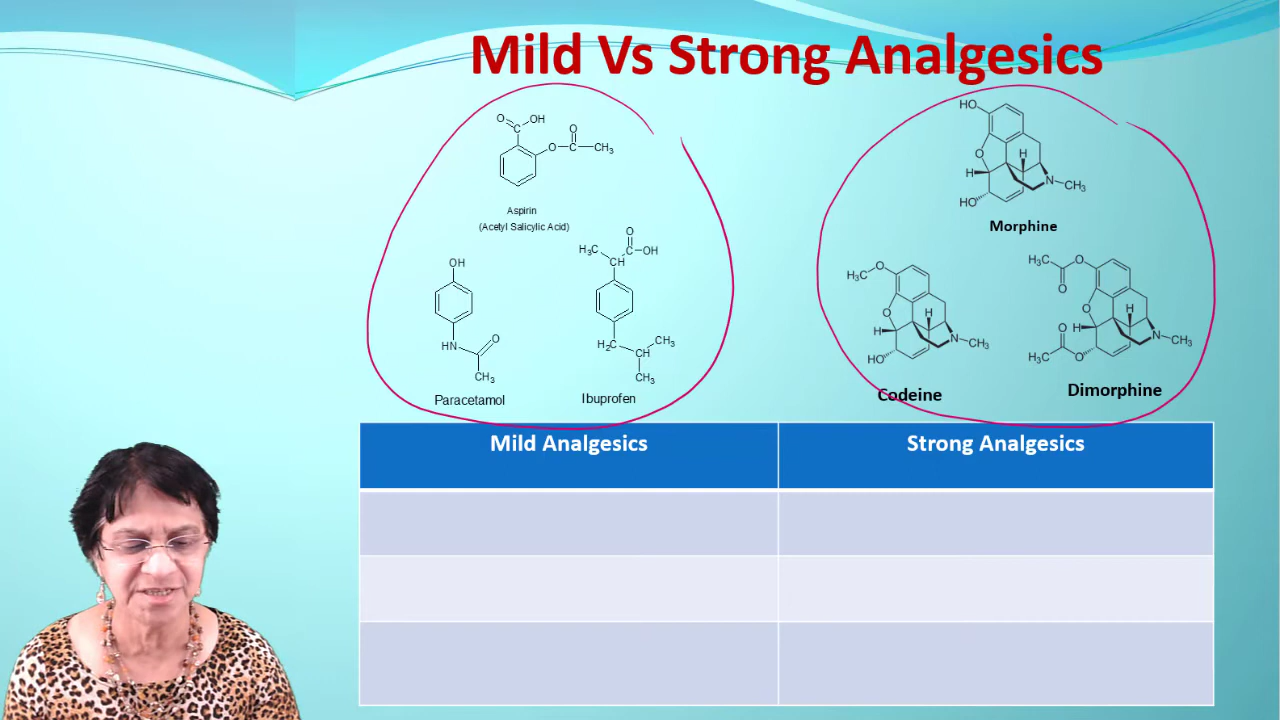 Mild Vs Strong Analgesics
O
OH
C
O
O
C
CH₃
Aspirin
(Acetyl Salicylic Acid)
OH
HN
O
CH₃
Paracetamol
H₃C
O
C
OH
CH
H₂C
CH
CH₃
CH₃
Ibuprofen
HO
O
H
H
N
CH₃
HO
Morphine
H₃C
O
O
H
H
N
CH₃
HO
Codeine
H₃C
O
O
O
H
O
H
N
CH₃
H₃C
O
Dimorphine
Mild Analgesics
Strong Analgesics